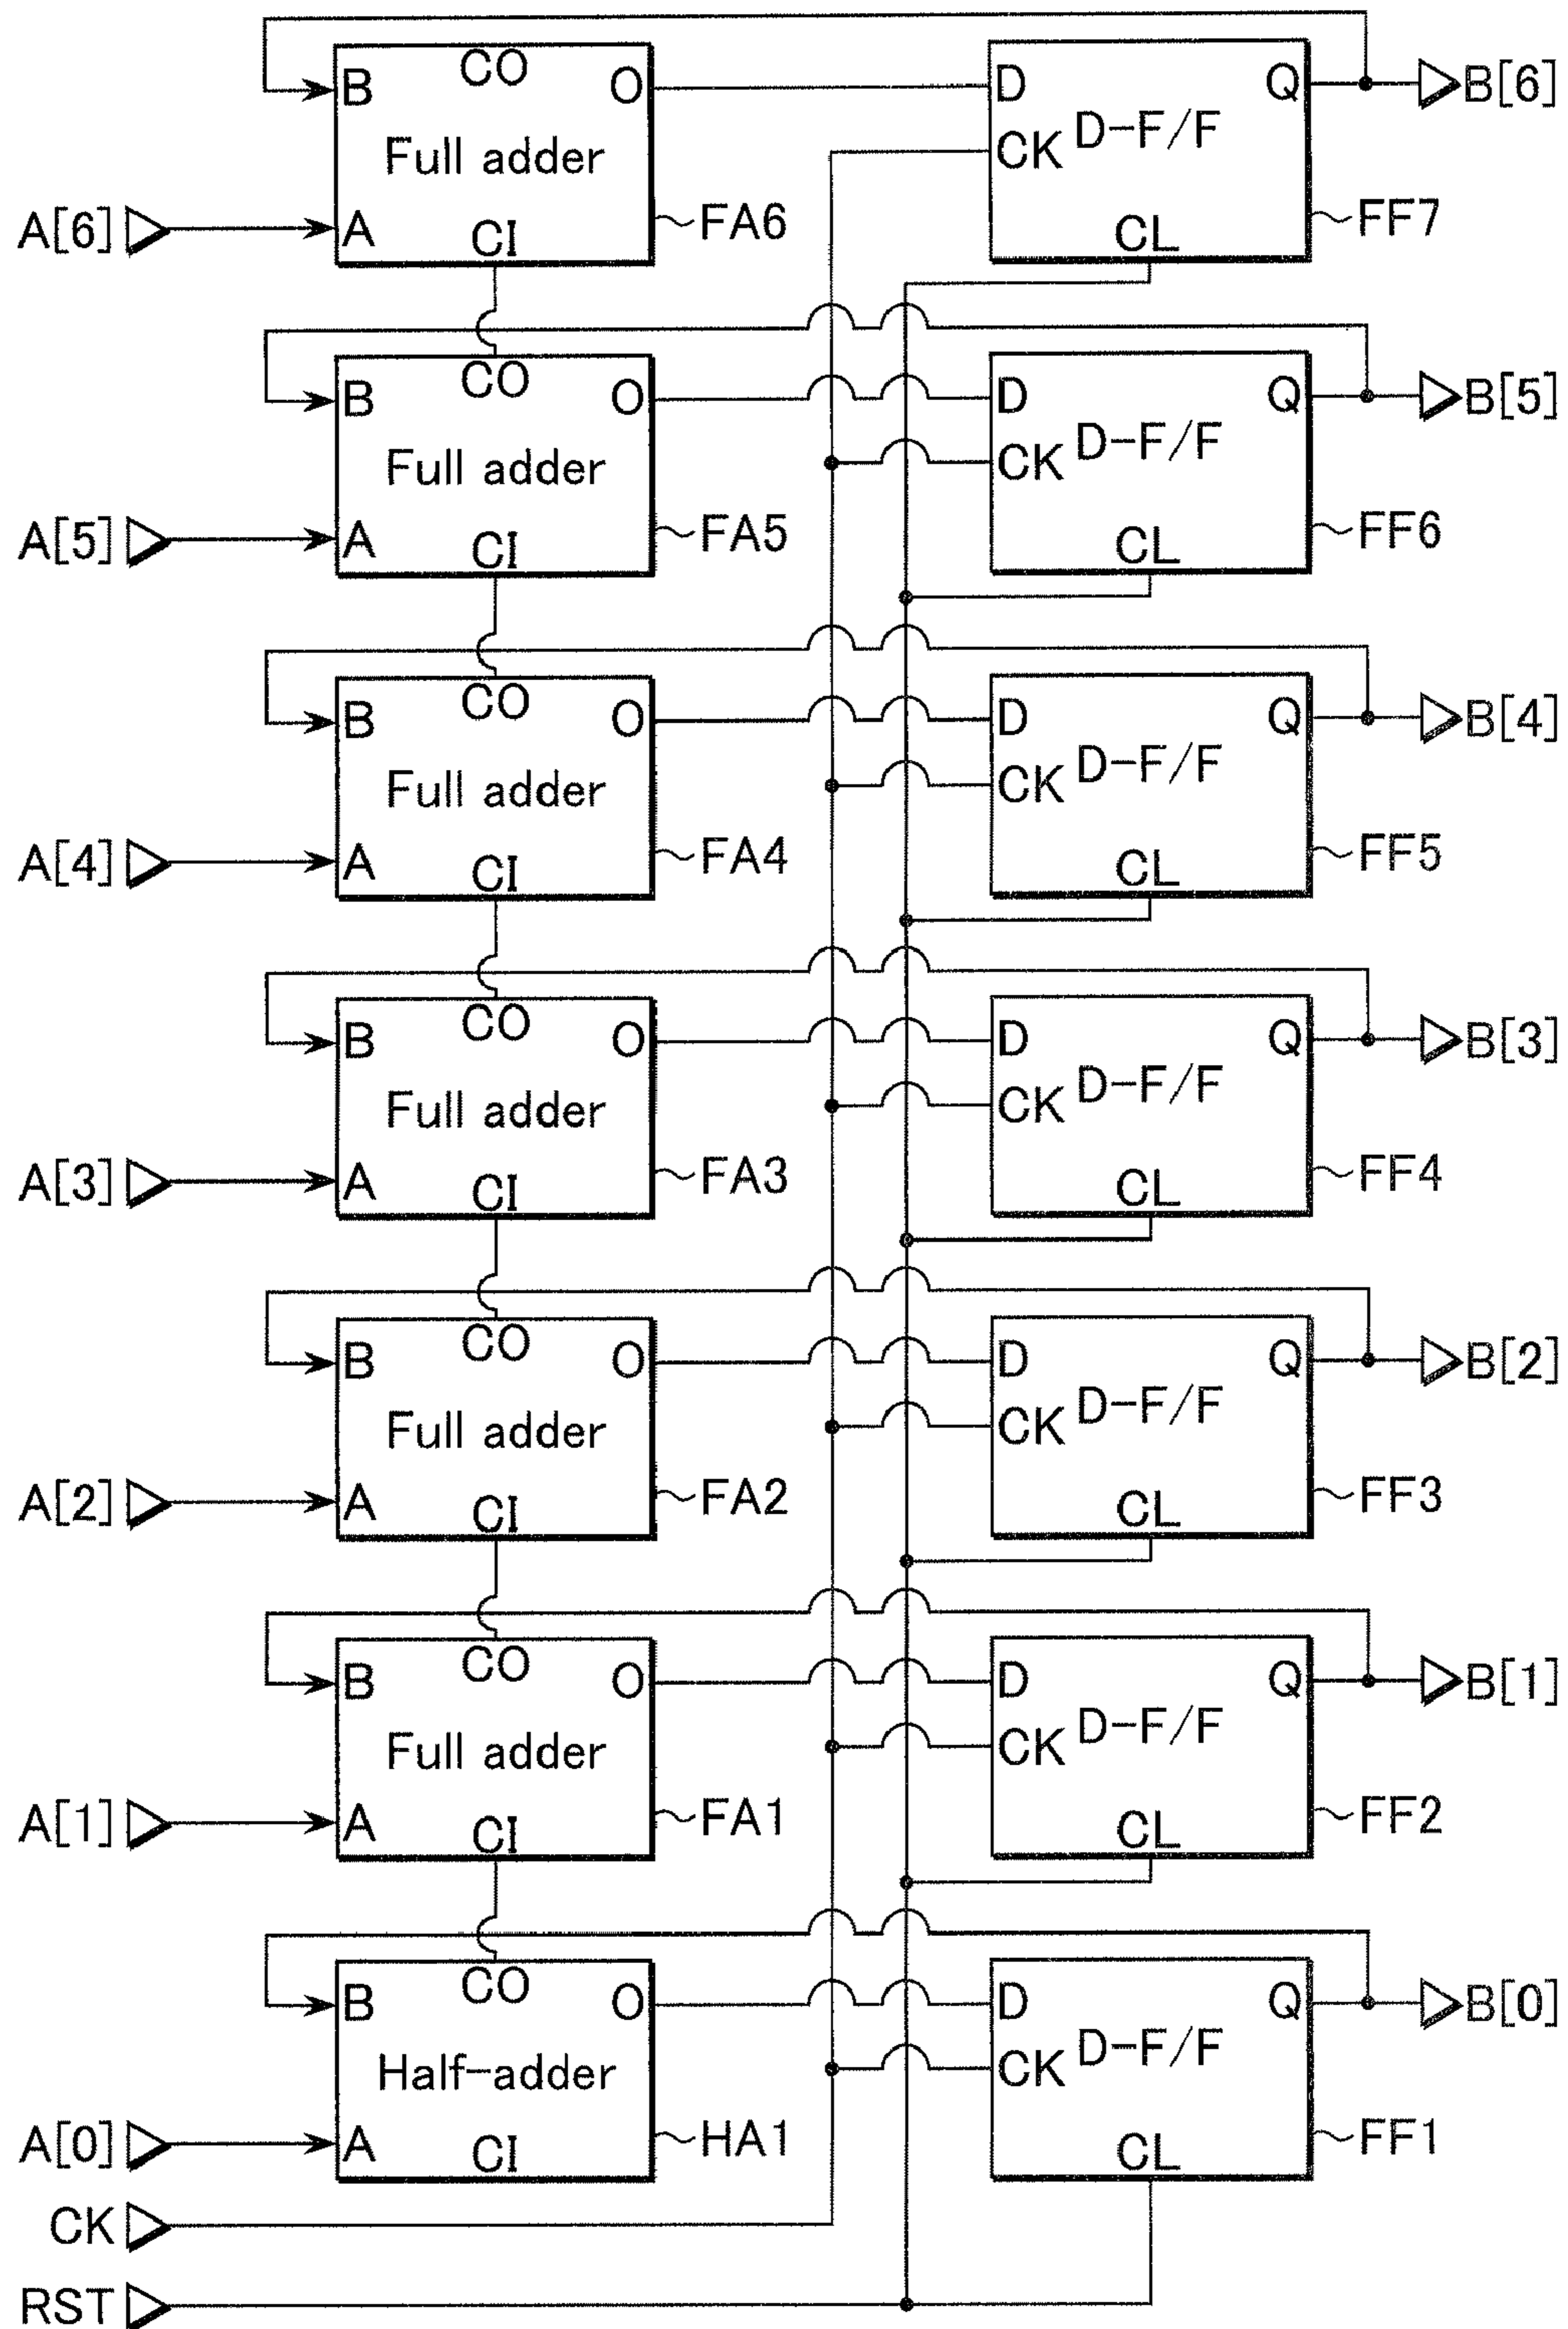 B CO O D Q B[6]
Full adder CK D-F/F
A[6] A CI FA6 CL FF7
B CO O D Q B[5]
Full adder CK D-F/F
A[5] A CI FA5 CL FF6
B CO O D Q B[4]
Full adder CK D-F/F
A[4] A CI FA4 CL FF5
B CO O D Q B[3]
Full adder CK D-F/F
A[3] A CI FA3 CL FF4
B CO O D Q B[2]
Full adder CK D-F/F
A[2] A CI FA2 CL FF3
B CO O D Q B[1]
Full adder CK D-F/F
A[1] A CI FA1 CL FF2
B CO O D Q B[0]
Half-adder CK D-F/F
A[0] A CI HA1 CL FF1
CK
RST